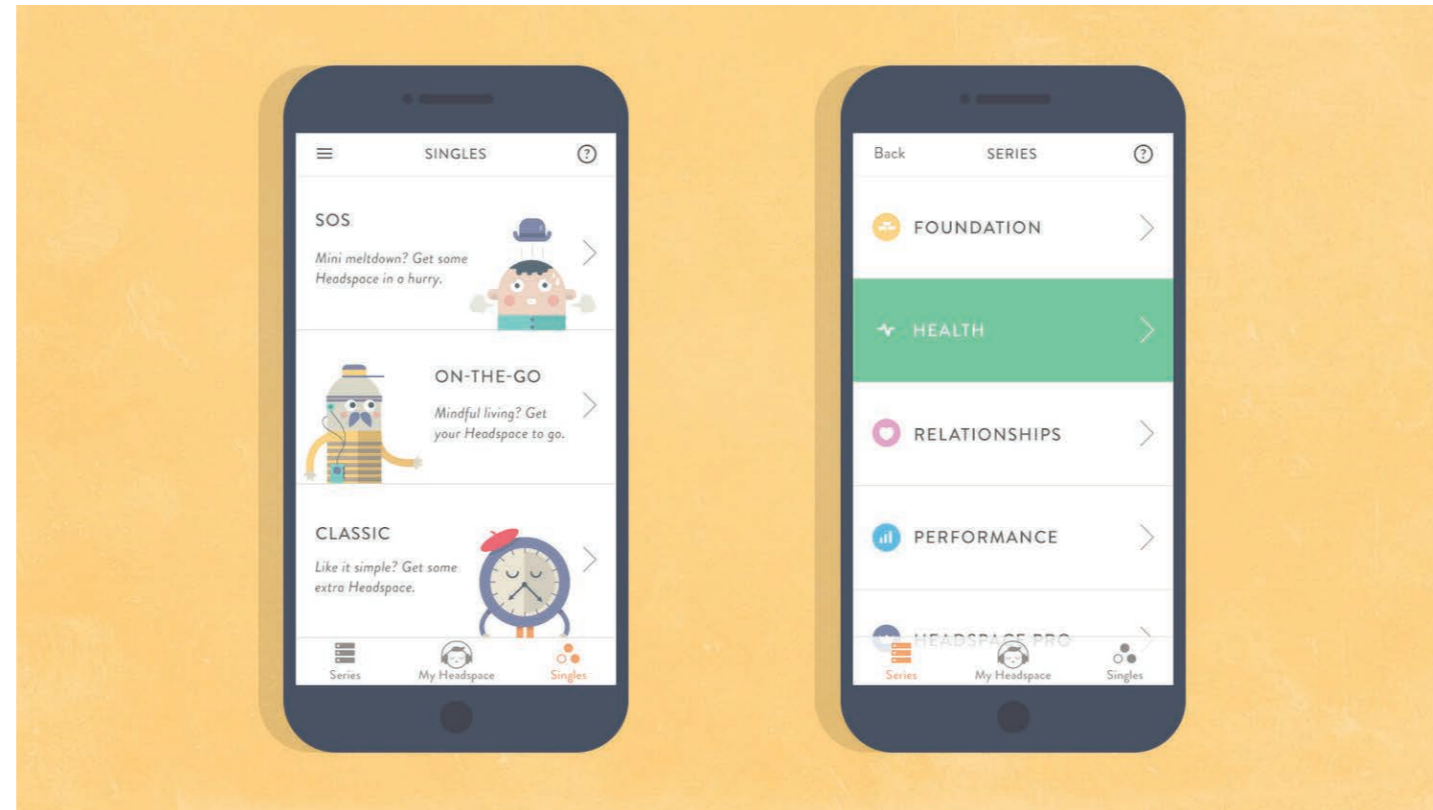 SINGLES
SOS
Mini meltdown? Get some
Headspace in a hurry.
ON-THE-GO
Mindful living? Get
your Headspace to go.
CLASSIC
Like it simple? Get some
extra Headspace.
Series
My Headspace
Singles
Back
SERIES
FOUNDATION
HEALTH
RELATIONSHIPS
PERFORMANCE
HEADSPACE PRO
Series
My Headspace
Singles